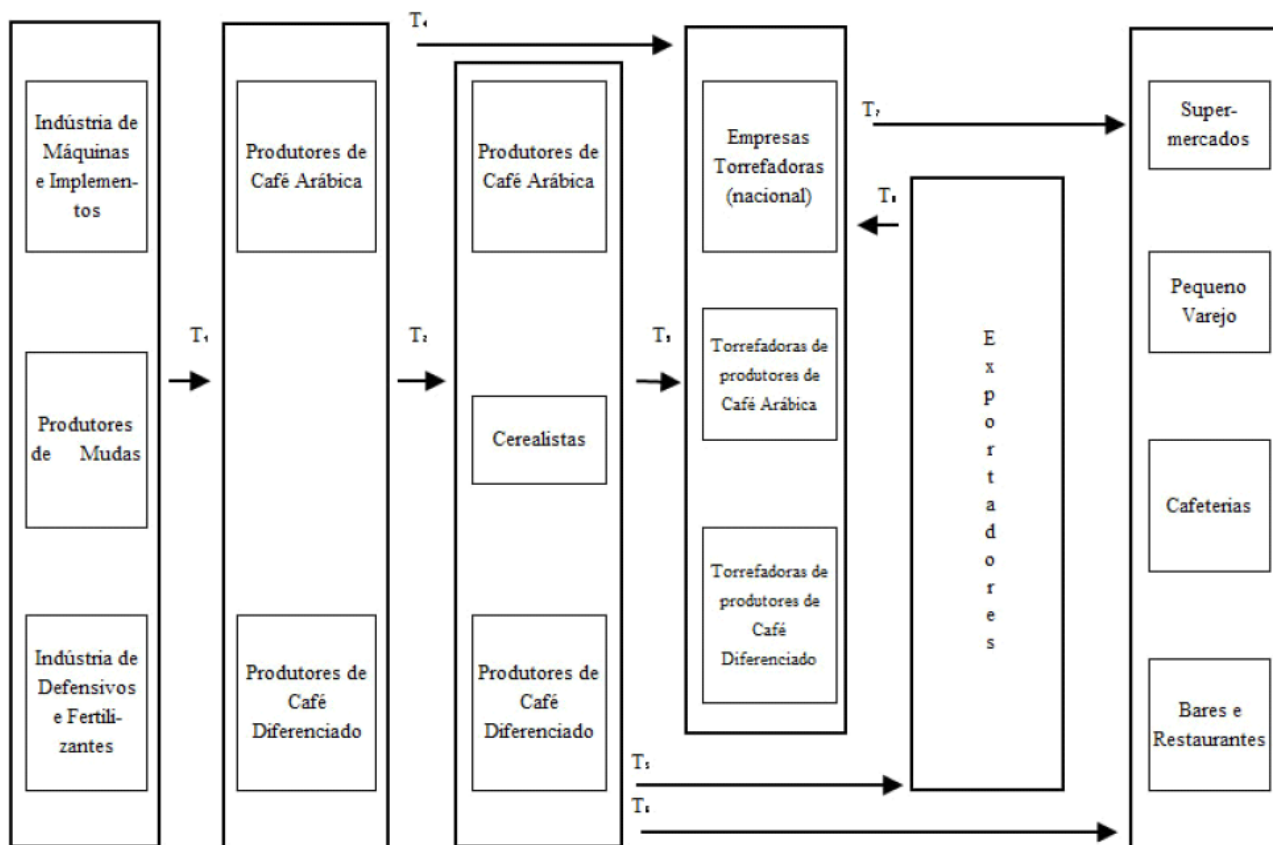 Indústria de
Máquinas
e Implemen-
tos
Produtores
de Mudas
Indústria de
Defensivos
e Fertili-
zantes
T₁
Produtores de
Café Arábica
Produtores de
Café
Diferenciado
T₂
T₄
Produtores de
Café Arábica
Cerealistas
Produtores de
Café
Diferenciado
T₃
Empresas
Torrefadoras
(nacional)
Torrefadoras de
produtores de
Café Arábica
Torrefadoras de
produtores de
Café
Diferenciado
T₅
T₆
T₇
T₈
E
x
p
o
r
t
a
d
o
r
e
s
Super-
mercados
Pequeno
Varejo
Cafeterias
Bares e
Restaurantes